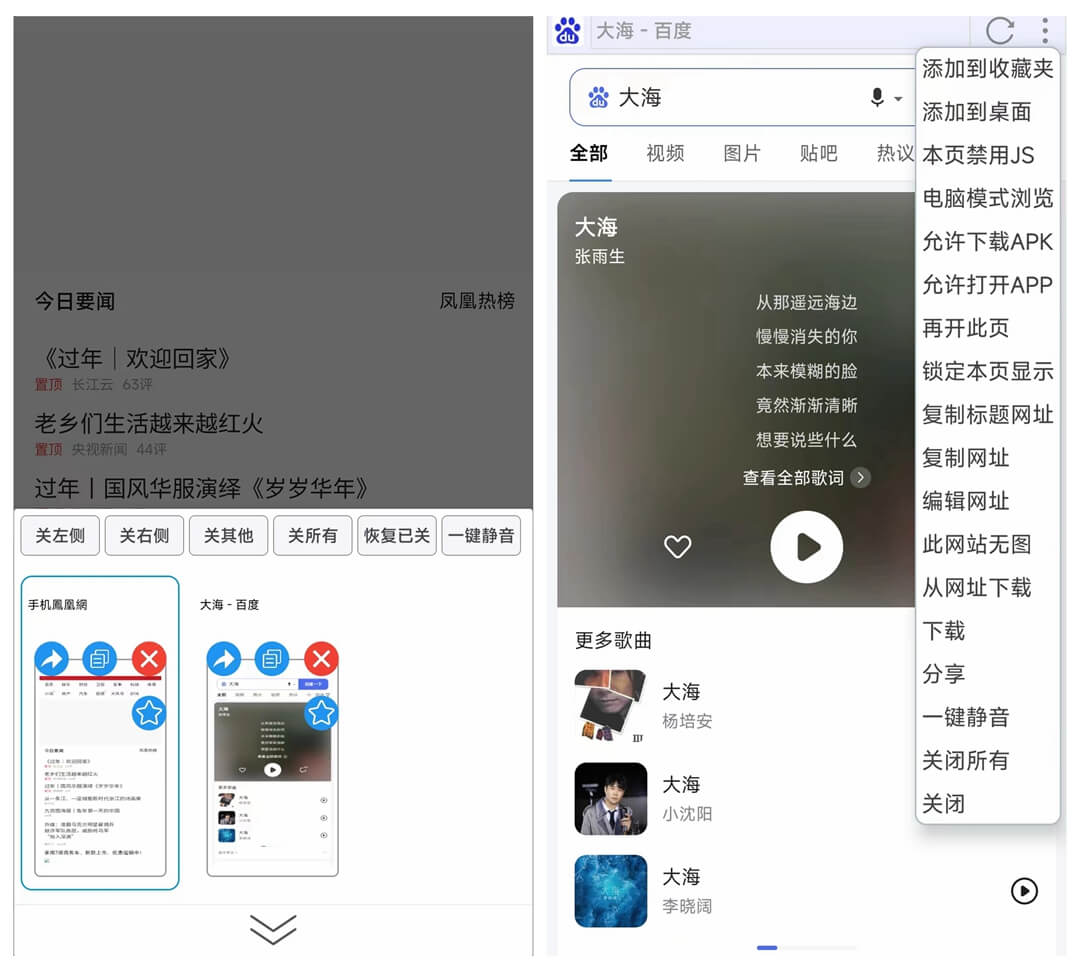 今日要闻
凤凰热榜
《过年｜欢迎回家》
置顶 长江云 63评
老乡们生活越来越红火
置顶 央视新闻 44评
过年丨国风华服演绎《岁岁华年》
关左侧 关右侧 关其他 关所有 恢复已关 一键静音
手机鳳凰網
大海 - 百度
du 大海 - 百度
du 大海
全部 视频 图片 贴吧 热议
大海
张雨生
从那遥远海边
慢慢消失的你
本来模糊的脸
竟然渐渐清晰
想要说些什么
查看全部歌词
更多歌曲
大海
杨培安
大海
小沈阳
大海
李晓阔
添加到收藏夹
添加到桌面
本页禁用JS
电脑模式浏览
允许下载APK
允许打开APP
再开此页
锁定本页显示
复制标题网址
复制网址
编辑网址
此网站无图
从网址下载
下载
分享
一键静音
关闭所有
关闭